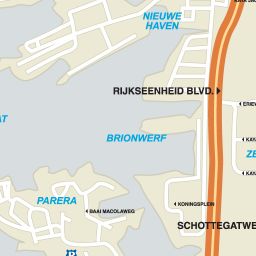 NIEUWE
HAVEN
RIJKSEENHEID BLVD.
BRIONWERF
PARERA
BAAI MACOLAWEG
KONINGSPLEIN
SCHOTTEGATWE